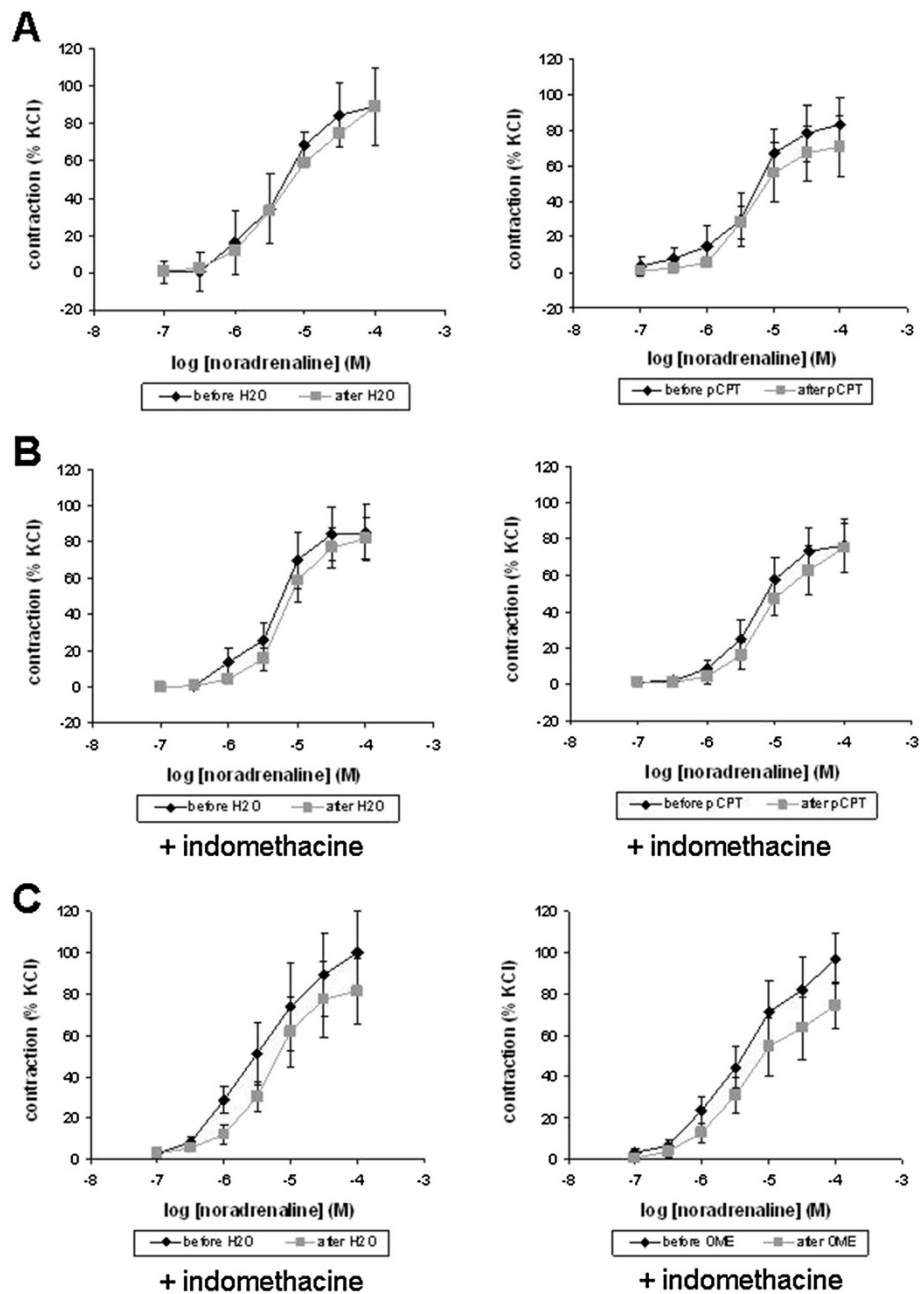 A
120
100
80
60
40
20
0
-20
contraction (% KCl)
-8 -7 -6 -5 -4 -3
log [noradrenaline] (M)
before H2O after H2O
120
100
80
60
40
20
0
-20
contraction (% KCl)
-8 -7 -6 -5 -4 -3
log [noradrenaline] (M)
before pCPT after pCPT
B
120
100
80
60
40
20
0
-20
contraction (% KCl)
-8 -7 -6 -5 -4 -3
log [noradrenaline] (M)
before H2O after H2O
+ indomethacine
120
100
80
60
40
20
0
-20
contraction (% KCl)
-8 -7 -6 -5 -4 -3
log [noradrenaline] (M)
before pCPT after pCPT
+ indomethacine
C
120
100
80
60
40
20
0
contraction (% KCl)
-8 -7 -6 -5 -4 -3
log [noradrenaline] (M)
before H2O after H2O
+ indomethacine
120
100
80
60
40
20
0
contraction (% KCl)
-8 -7 -6 -5 -4 -3
log [noradrenaline] (M)
before OME after OME
+ indomethacine